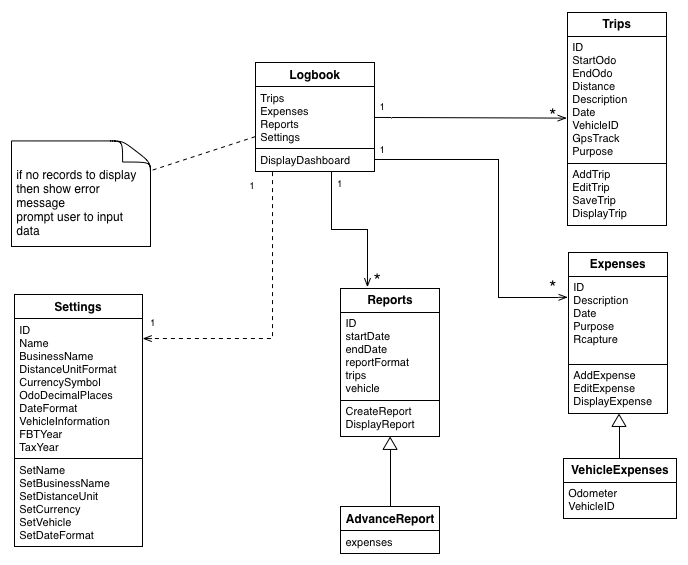 Trips
ID
StartOdo
EndOdo
Distance
Description
Date
VehicleID
GpsTrack
Purpose
AddTrip
EditTrip
SaveTrip
DisplayTrip
Logbook
Trips
Expenses
Reports
Settings
DisplayDashboard
1
*
1
*
1
*
1
1
if no records to display
then show error
message
prompt user to input
data
Expenses
ID
Description
Date
Purpose
Rcapture
AddExpense
EditExpense
DisplayExpense
Settings
ID
Name
BusinessName
DistanceUnitFormat
CurrencySymbol
OdoDecimalPlaces
DateFormat
VehicleInformation
FBTYear
TaxYear
SetName
SetBusinessName
SetDistanceUnit
SetCurrency
SetVehicle
SetDateFormat
Reports
ID
startDate
endDate
reportFormat
trips
vehicle
CreateReport
DisplayReport
VehicleExpenses
Odometer
VehicleID
AdvanceReport
expenses